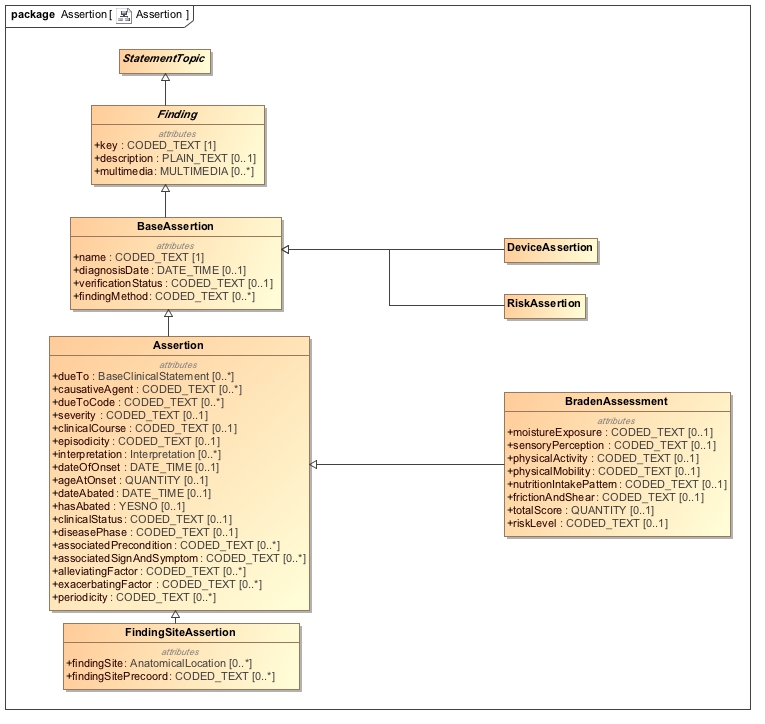 package Assertion [ Assertion ]
StatementTopic
Finding
attributes
+key : CODED_TEXT [1]
+description : PLAIN_TEXT [0..1]
+multimedia : MULTIMEDIA [0..*]
BaseAssertion
attributes
+name : CODED_TEXT [1]
+diagnosisDate : DATE_TIME [0..1]
+verificationStatus : CODED_TEXT [0..1]
+findingMethod : CODED_TEXT [0..*]
DeviceAssertion
RiskAssertion
Assertion
attributes
+dueTo : BaseClinicalStatement [0..*]
+causativeAgent : CODED_TEXT [0..*]
+dueToCode : CODED_TEXT [0..*]
+severity : CODED_TEXT [0..1]
+clinicalCourse : CODED_TEXT [0..1]
+episodicity : CODED_TEXT [0..1]
+interpretation : Interpretation [0..*]
+dateOfOnset : DATE_TIME [0..1]
+ageAtOnset : QUANTITY [0..1]
+dateAbated : DATE_TIME [0..1]
+hasAbated : YESNO [0..1]
+clinicalStatus : CODED_TEXT [0..1]
+diseasePhase : CODED_TEXT [0..1]
+associatedPrecondition : CODED_TEXT [0..*]
+associatedSignAndSymptom : CODED_TEXT [0..*]
+alleviatingFactor : CODED_TEXT [0..*]
+exacerbatingFactor : CODED_TEXT [0..*]
+periodicity : CODED_TEXT [0..*]
BradenAssessment
attributes
+moistureExposure : CODED_TEXT [0..1]
+sensoryPerception : CODED_TEXT [0..1]
+physicalActivity : CODED_TEXT [0..1]
+physicalMobility : CODED_TEXT [0..1]
+nutritionIntakePattern : CODED_TEXT [0..1]
+frictionAndShear : CODED_TEXT [0..1]
+totalScore : QUANTITY [0..1]
+riskLevel : CODED_TEXT [0..1]
FindingSiteAssertion
attributes
+findingSite : AnatomicalLocation [0..*]
+findingSitePrecoord : CODED_TEXT [0..*]